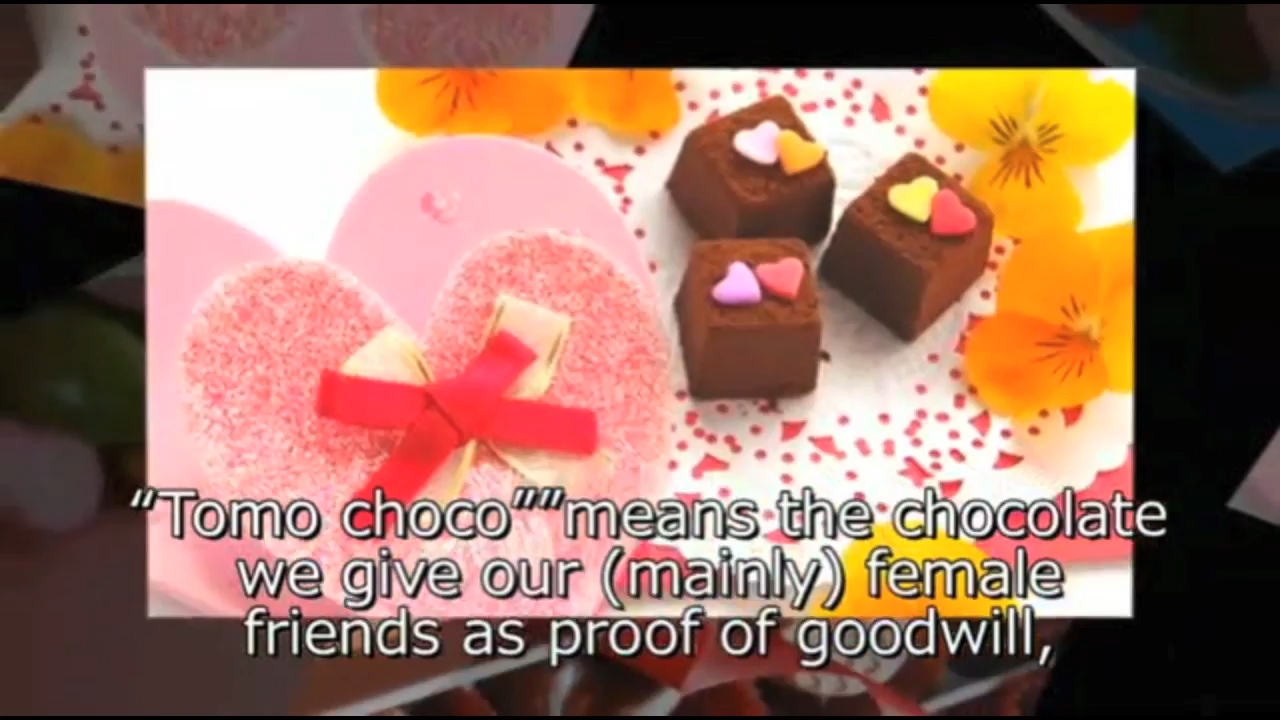 “Tomo choco””means the chocolate
we give our (mainly) female
friends as proof of goodwill,